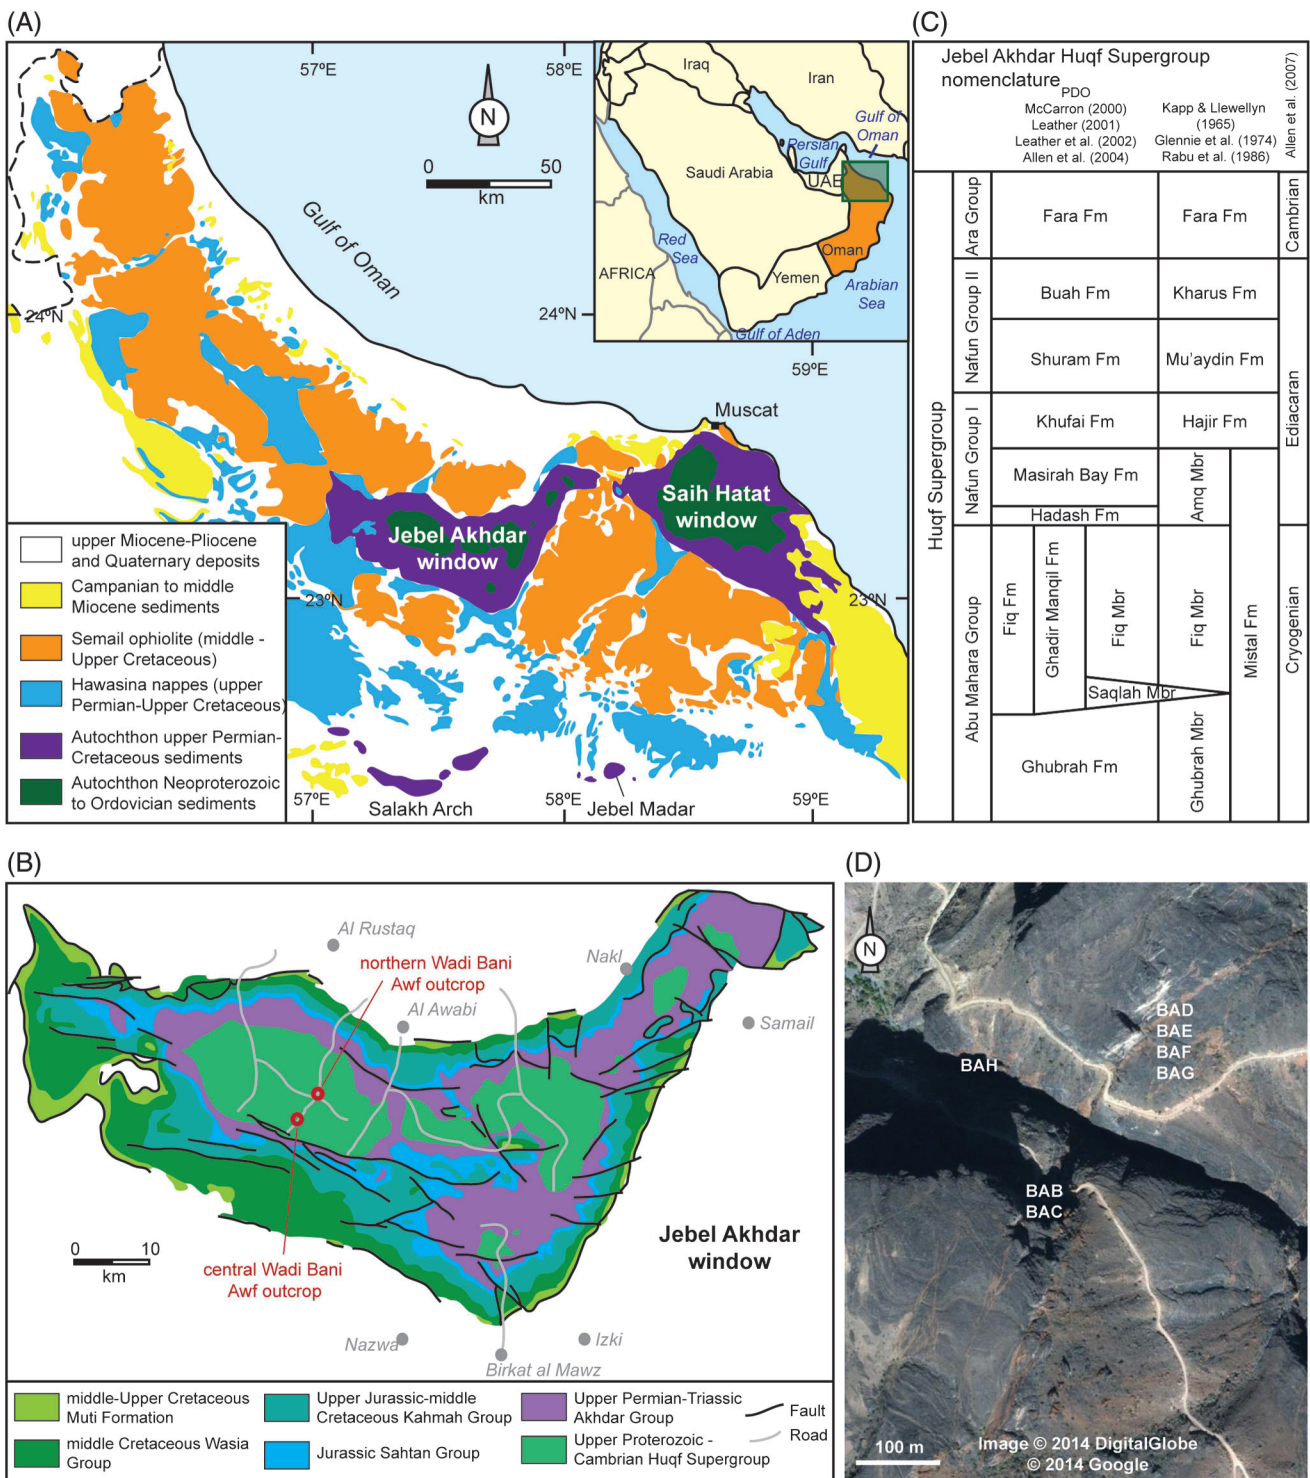 (A)
57°E
58°E
N
0
50
km
Gulf of Oman
24°N
24°N
Iraq
Iran
Gulf of
Oman
Persian
Gulf
UAE
Saudi Arabia
Red
Sea
AFRICA
Oman
Yemen
Arabian
Sea
Gulf of Aden
59°E
Muscat
Saih Hatat
window
Jebel Akhdar
window
23°N
23°N
upper Miocene-Pliocene
and Quaternary deposits
Campanian to middle
Miocene sediments
Semail ophiolite (middle -
Upper Cretaceous)
Hawasina nappes (upper
Permian-Upper Cretaceous)
Autochthon upper Permian-
Cretaceous sediments
Autochthon Neoproterozoic
to Ordovician sediments
57°E
Salakh Arch
58°E
Jebel Madar
59°E
(C)
Jebel Akhdar Huqf Supergroup
nomenclature
PDO
McCarron (2000)
Leather (2001)
Leather et al. (2002)
Allen et al. (2004)
Kapp & Llewellyn
(1965)
Glennie et al. (1974)
Rabu et al. (1986)
Allen et al. (2007)
Huqf Supergroup
Ara Group
Fara Fm
Fara Fm
Cambrian
Nafun Group II
Buah Fm
Kharus Fm
Shuram Fm
Mu'aydin Fm
Ediacaran
Nafun Group I
Khufai Fm
Hajir Fm
Masirah Bay Fm
Amq Mbr
Hadash Fm
Abu Mahara Group
Fiq Fm
Ghadir Manqil Fm
Fiq Mbr
Fiq Mbr
Mistal Fm
Cryogenian
Saqlah Mbr
Ghubrah Fm
Ghubrah Mbr
(B)
Al Rustaq
northern Wadi Bani
Awf outcrop
Al Awabi
Nakl
Samail
0
10
km
central Wadi Bani
Awf outcrop
Jebel Akhdar
window
Nazwa
Izki
Birkat al Mawz
middle-Upper Cretaceous
Muti Formation
middle Cretaceous Wasia
Group
Upper Jurassic-middle
Cretaceous Kahmah Group
Jurassic Sahtan Group
Upper Permian-Triassic
Akhdar Group
Upper Proterozoic -
Cambrian Huqf Supergroup
Fault
Road
(D)
N
BAD
BAE
BAF
BAG
BAH
BAB
BAC
100 m
Image © 2014 DigitalGlobe
© 2014 Google